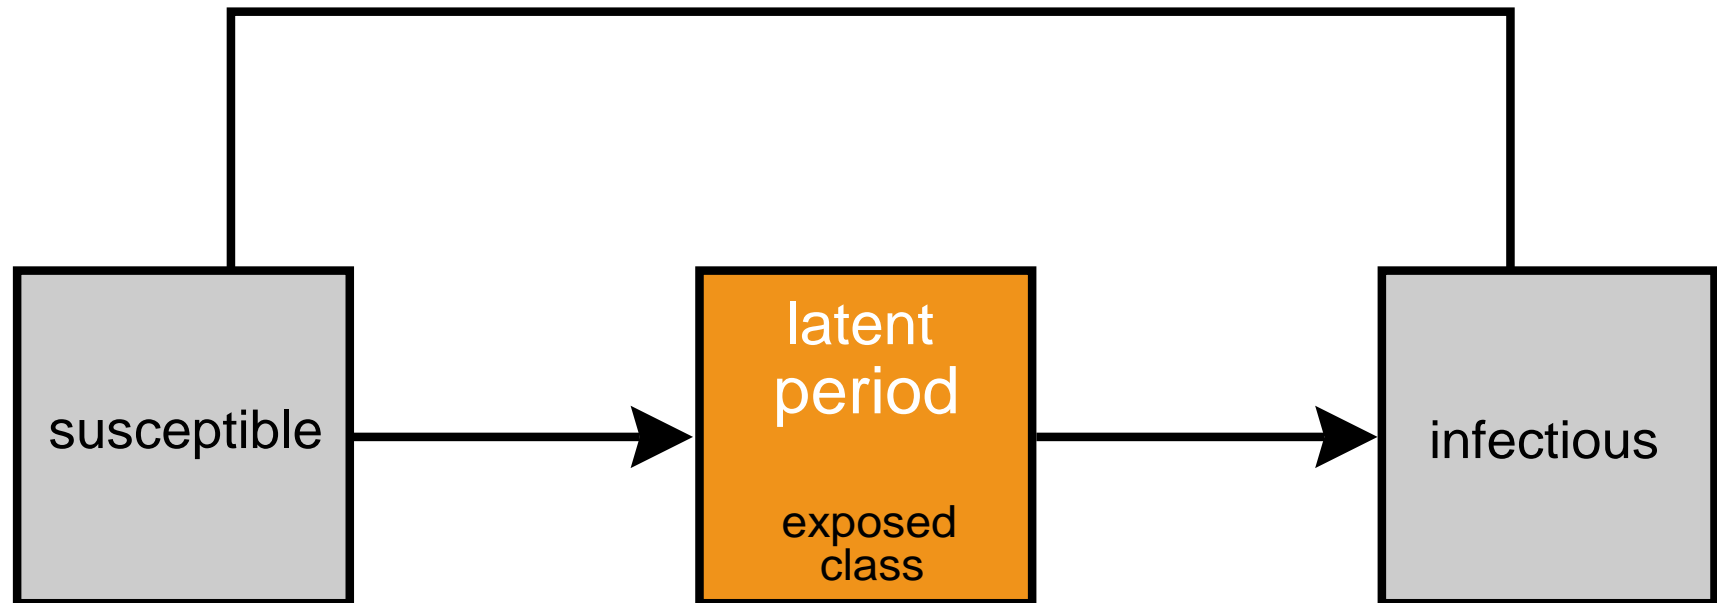 susceptible
latent
period
exposed
class
infectious